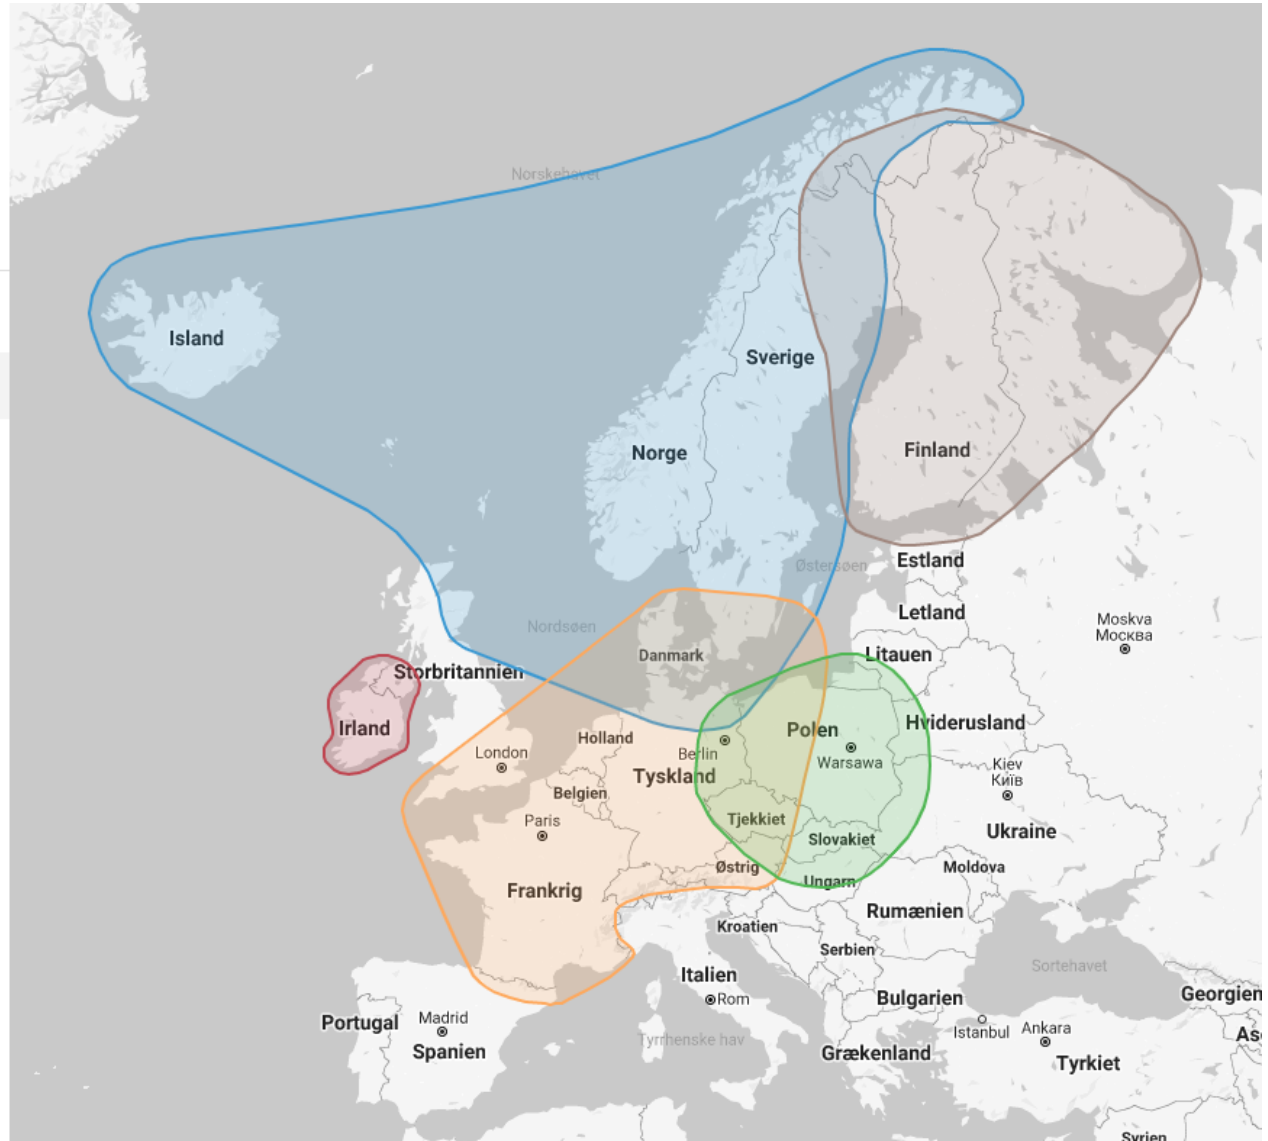 Norskehavet
Island
Sverige
Norge
Finland
Østersøen
Estland
Letland
Nordsøen
Moskva
Москва
Danmark
Litauen
Storbritannien
Irland
Polen
Hviderusland
Holland
London
Berlin
Warsawa
Kiev
Київ
Tyskland
Belgien
Paris
Tjekkiet
Ukraine
Slovakiet
Østrig
Moldova
Ungarn
Frankrig
Rumænien
Kroatien
Serbien
Italien
Sortehavet
Rom
Bulgarien
Georgien
Portugal
Madrid
Istanbul
Ankara
As
Tyrrhenske hav
Spanien
Grækenland
Tyrkiet
Syrien